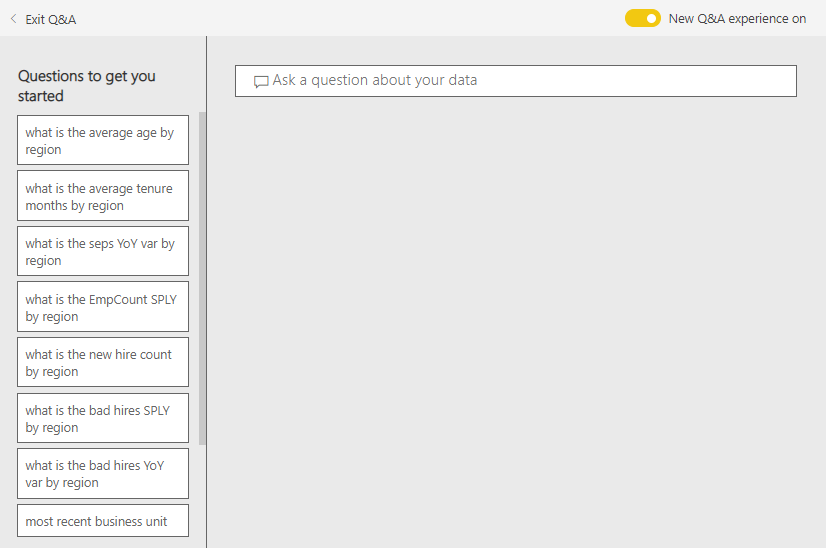 Exit Q&A
New Q&A experience on
Questions to get you
started
what is the average age by
region
what is the average tenure
months by region
what is the seps YoY var by
region
what is the EmpCount SPLY
by region
what is the new hire count
by region
what is the bad hires SPLY
by region
what is the bad hires YoY
var by region
most recent business unit
Ask a question about your data